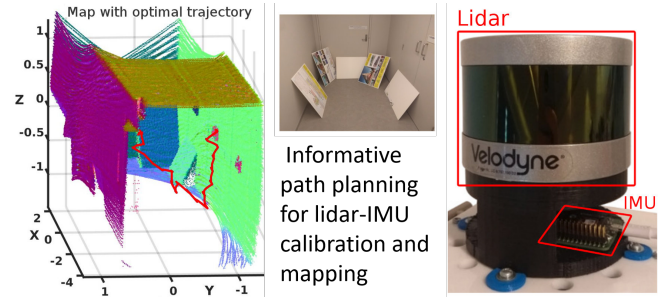 Map with optimal trajectory
1
0.5
Z 0
-0.5
-1
2
X 0
-2
-4
1 0 Y -1
Informative
path planning
for lidar-IMU
calibration and
mapping
Lidar
Velodyne
IMU